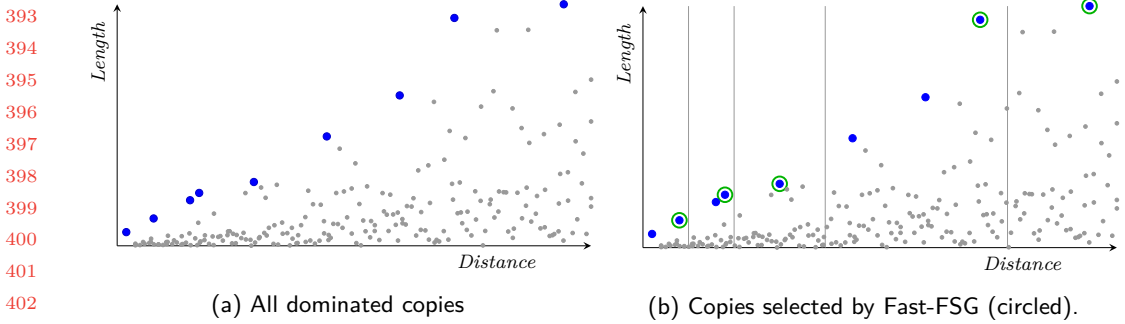 393
394
395
396
397
398
399
400
401
402
Length
Distance
(a) All dominated copies
Length
Distance
(b) Copies selected by Fast-FSG (circled).